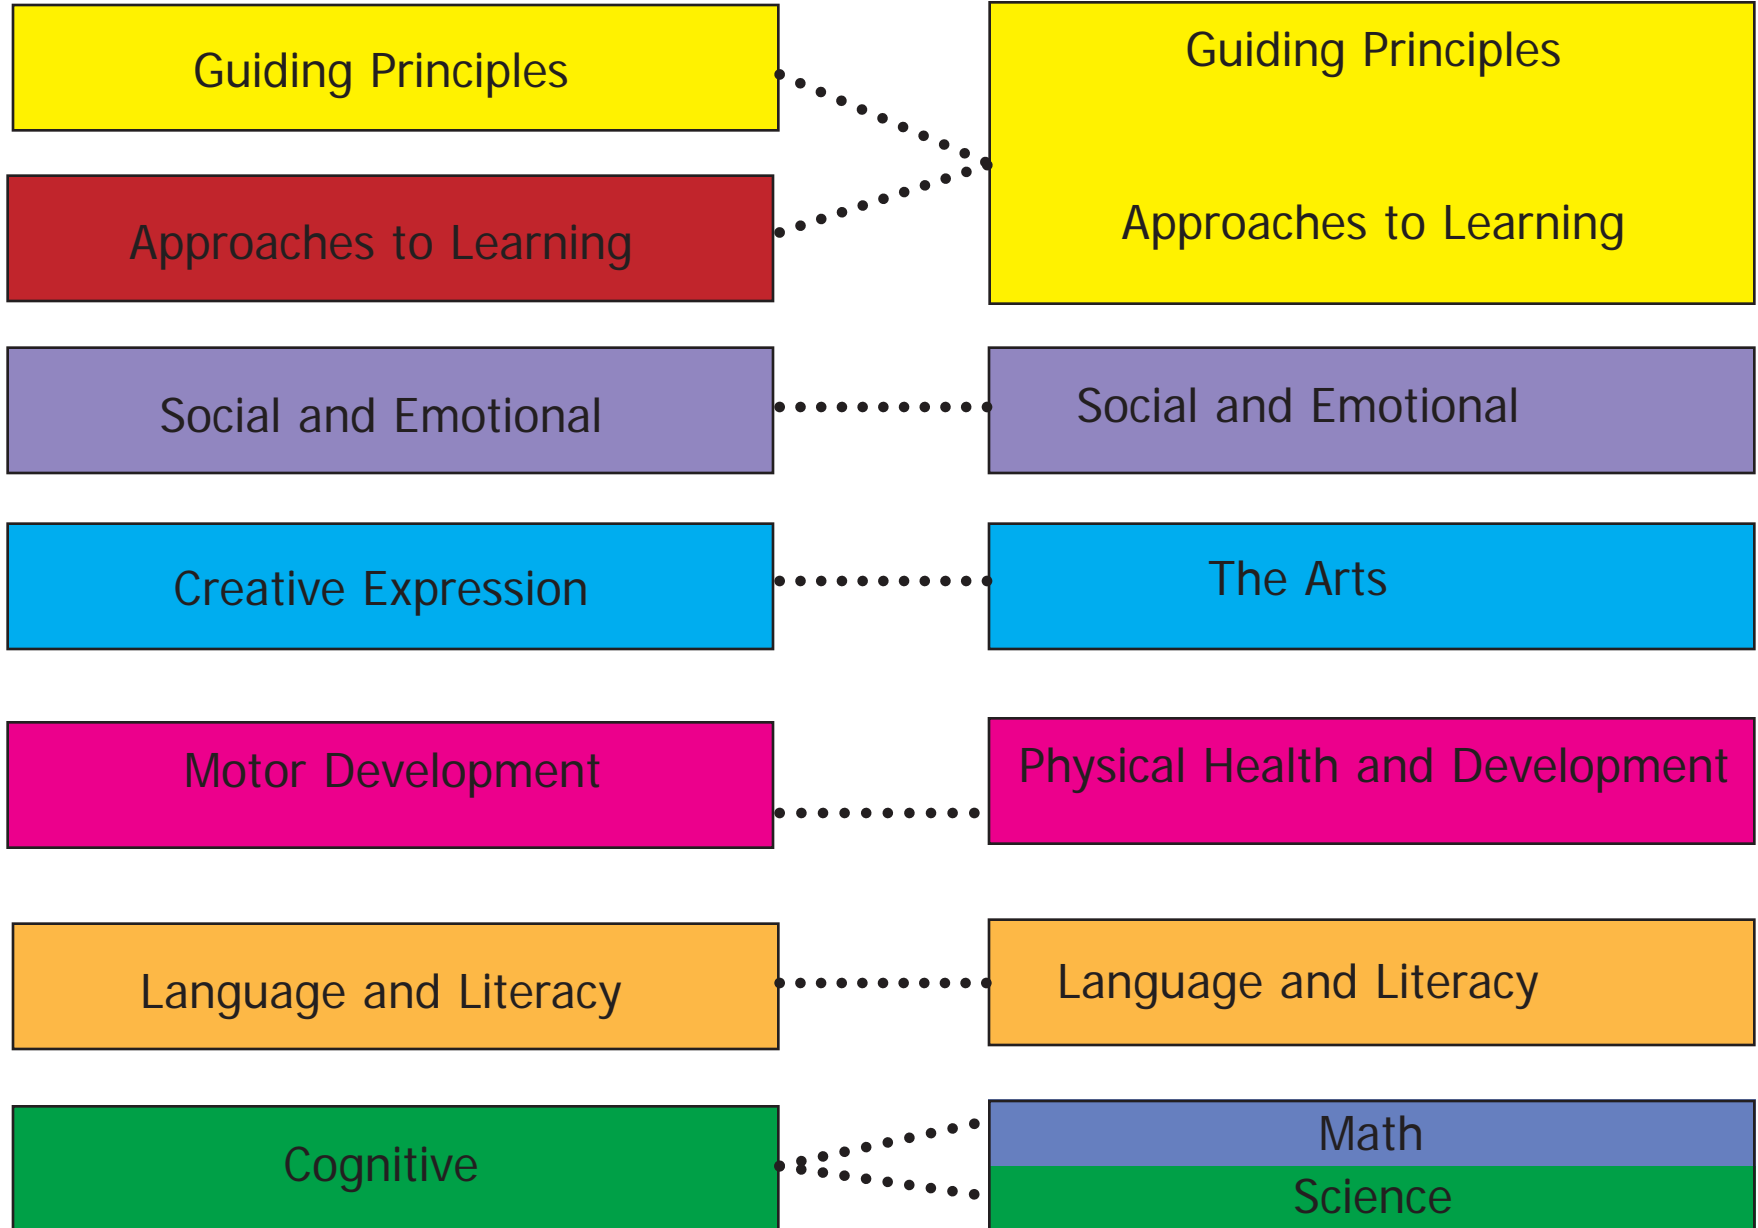 Guiding Principles
Guiding Principles
Approaches to Learning
Approaches to Learning
Social and Emotional
Social and Emotional
Creative Expression
The Arts
Motor Development
Physical Health and Development
Language and Literacy
Language and Literacy
Cognitive
Math
Science